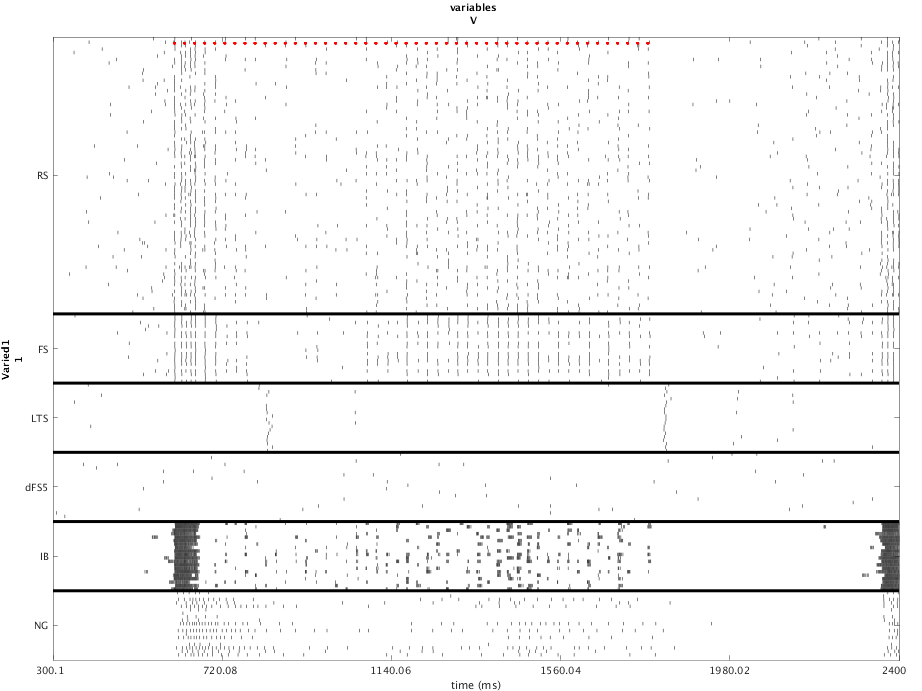 variables
V
Varied1
1
RS
FS
LTS
dFS5
IB
NG
300.1
720.08
1140.06
1560.04
1980.02
2400
time (ms)